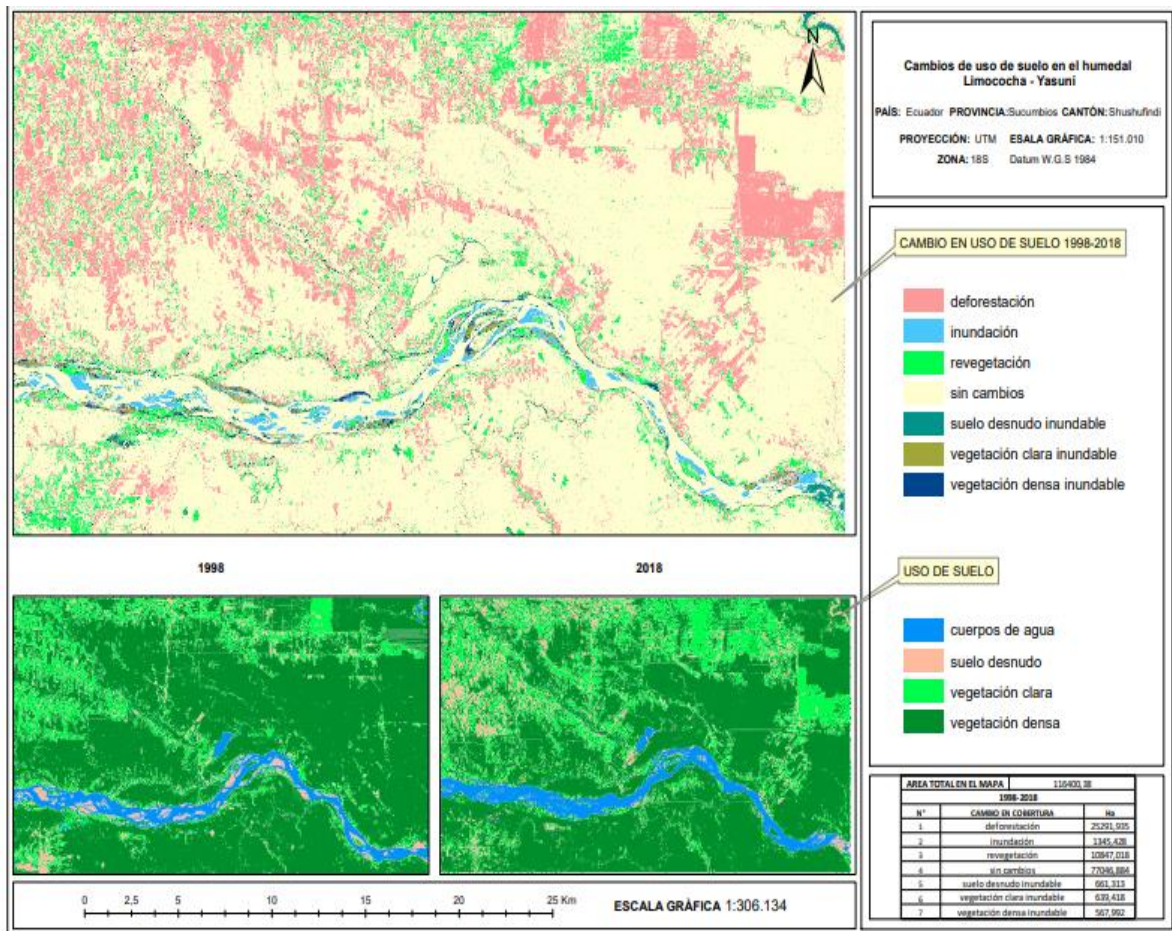 N
Cambios de uso de suelo en el humedal
Limococha - Yasuni
PAÍS: Ecuador PROVINCIA:Sucumbios CANTÓN:Shushufindi
PROYECCIÓN: UTM ESALA GRÁFICA: 1:151.010
ZONA: 18S Datum W.G.S 1984
CAMBIO EN USO DE SUELO 1998-2018
deforestación
inundación
revegetación
sin cambios
suelo desnudo inundable
vegetación clara inundable
vegetación densa inundable
1998
2018
USO DE SUELO
cuerpos de agua
suelo desnudo
vegetación clara
vegetación densa
0 2,5 5 10 15 20 25 Km
ESCALA GRÀFICA 1:306.134
AREA TOTAL EN EL MAPA 116400,38
1998-2018
N° CAMBIO EN COBERTURA Ha
1 deforestación 25291,935
2 inundación 1345,428
3 revegetación 10847,018
4 sin cambios 77046,884
5 suelo desnudo inundable 661,313
6 vegetación clara inundable 639,418
7 vegetación densa inundable 567,992